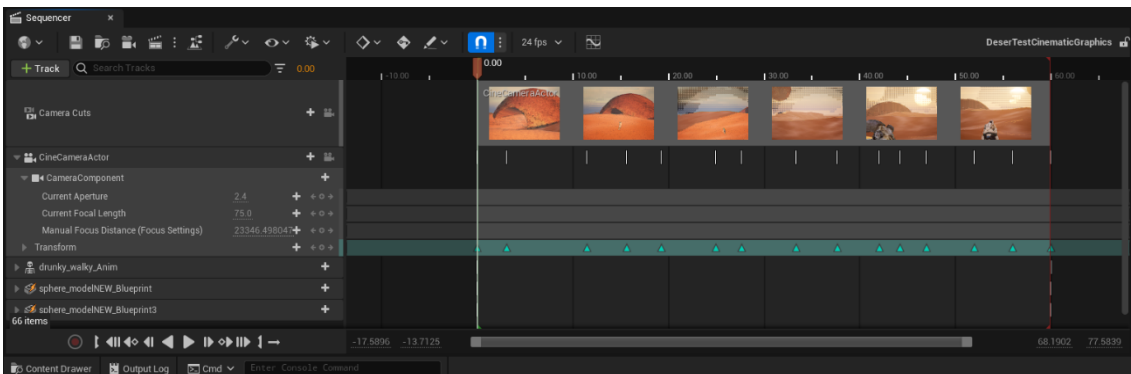 Sequencer ×
24 fps DeserTestCinematicGraphics
+ Track Search Tracks 0.00
0.00
-10.00 10.00 20.00 30.00 40.00 50.00 60.00
CineCameraActor
Camera Cuts
CineCameraActor
CameraComponent
Current Aperture 2.4
Current Focal Length 75.0
Manual Focus Distance (Focus Settings) 23346.498047
Transform
drunky_walky_Anim
sphere_modelNEW_Blueprint
sphere_modelNEW_Blueprint3
66 items
-17.5896 -13.7125 68.1902 77.5839
Content Drawer Output Log Cmd Enter Console Command